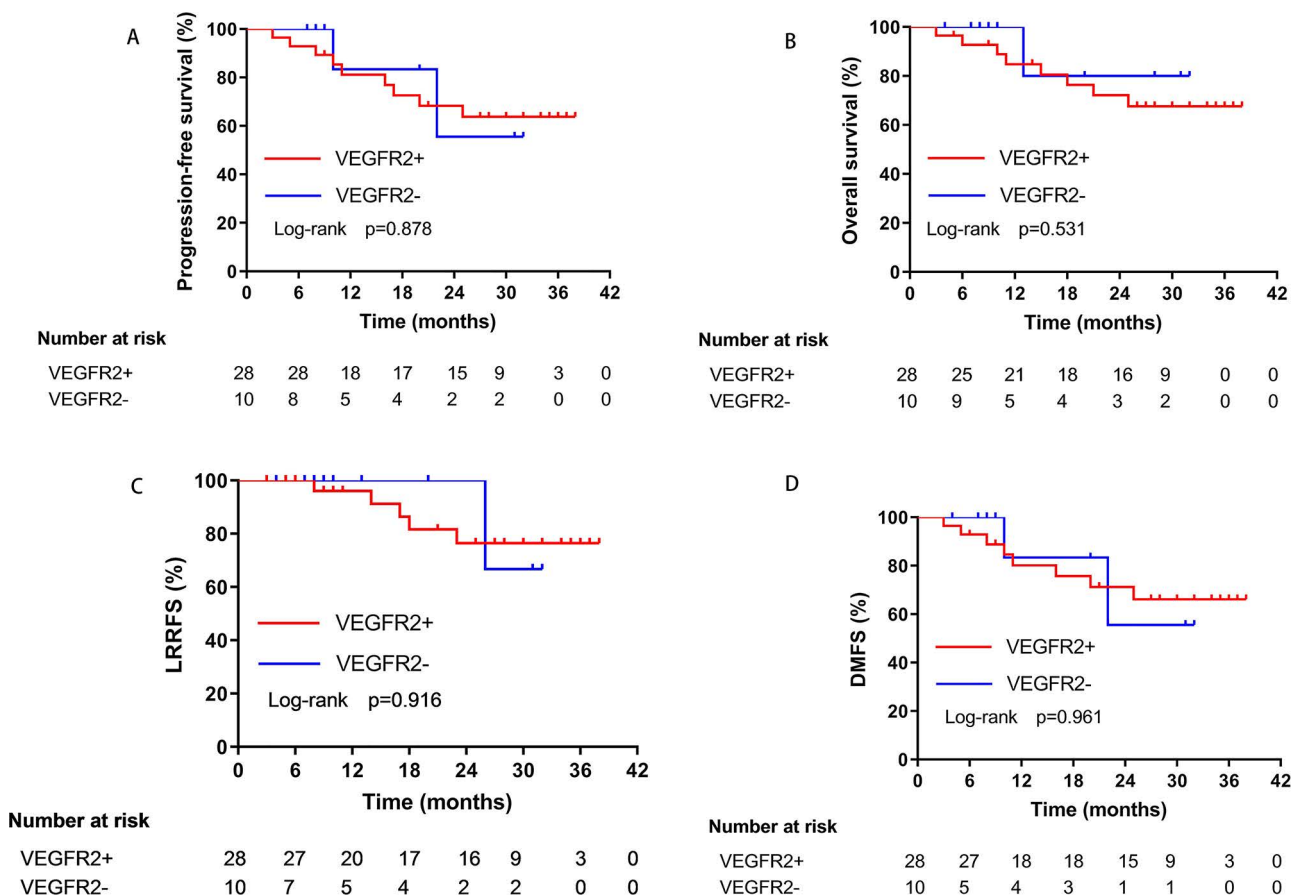 A
Progression-free survival (%)
100
80
60
40
20
0
VEGFR2+
VEGFR2-
Log-rank p=0.878
0 6 12 18 24 30 36 42
Time (months)
Number at risk
VEGFR2+ 28 28 18 17 15 9 3 0
VEGFR2- 10 8 5 4 2 2 0 0
B
Overall survival (%)
100
80
60
40
20
0
VEGFR2+
VEGFR2-
Log-rank p=0.531
0 6 12 18 24 30 36 42
Time (months)
Number at risk
VEGFR2+ 28 25 21 18 16 9 0 0
VEGFR2- 10 9 5 4 3 2 0 0
C
LRRFS (%)
100
80
60
40
20
0
VEGFR2+
VEGFR2-
Log-rank p=0.916
0 6 12 18 24 30 36 42
Time (months)
Number at risk
VEGFR2+ 28 27 20 17 16 9 3 0
VEGFR2- 10 7 5 4 2 2 0 0
D
DMFS (%)
100
80
60
40
20
0
VEGFR2+
VEGFR2-
Log-rank p=0.961
0 6 12 18 24 30 36 42
Time (months)
Number at risk
VEGFR2+ 28 27 18 18 15 9 3 0
VEGFR2- 10 5 4 3 1 1 0 0